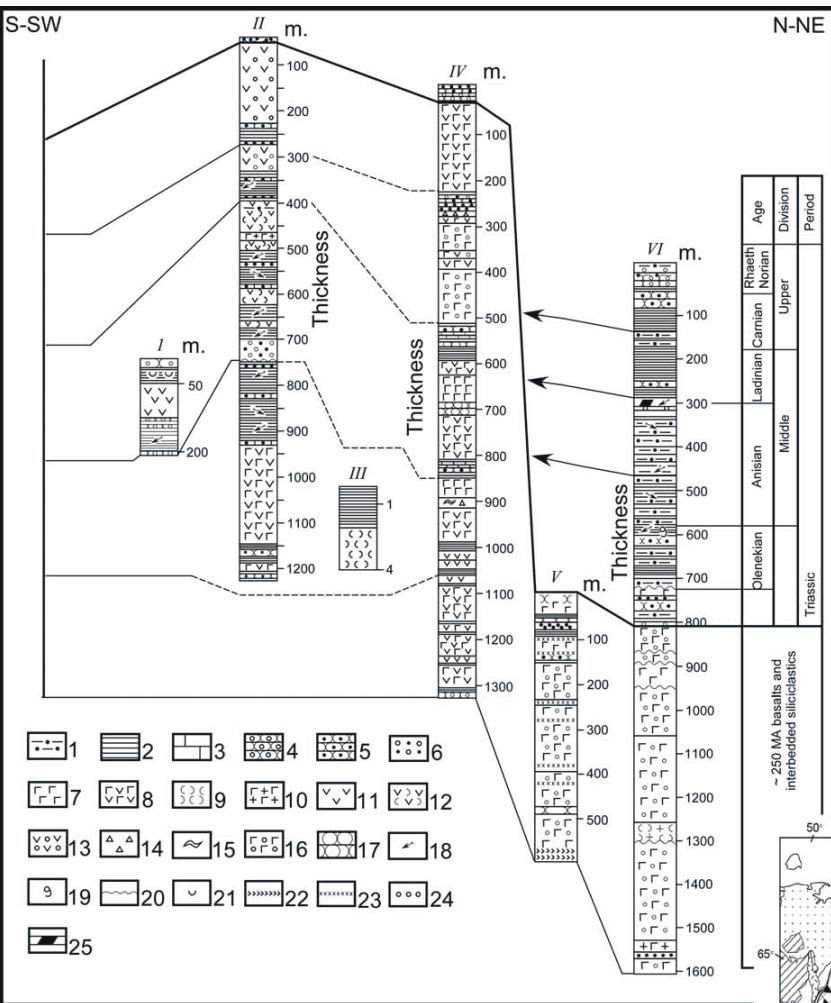 S-SW
N-NE
II
m.
100
200
300
400
500
600
700
800
900
1000
1100
1200
Thickness
I
m.
50
200
III
1
4
IV
m.
100
200
300
400
500
600
700
800
900
1000
1100
1200
1300
Thickness
V
m.
100
200
300
400
500
VI
m.
100
200
300
400
500
600
700
800
900
1000
1100
1200
1300
1400
1500
1600
Thickness
Age
Division
Period
Rhaeth
Norian
Carnian
Ladinian
Anisian
Olenekian
Upper
Middle
Triassic
~ 250 MA basalts and
interbedded siliciclastics
50°
65°
1 2 3 4 5 6
7 8 9 10 11 12
13 14 15 16 17 18
19 20 21 22 23 24
25